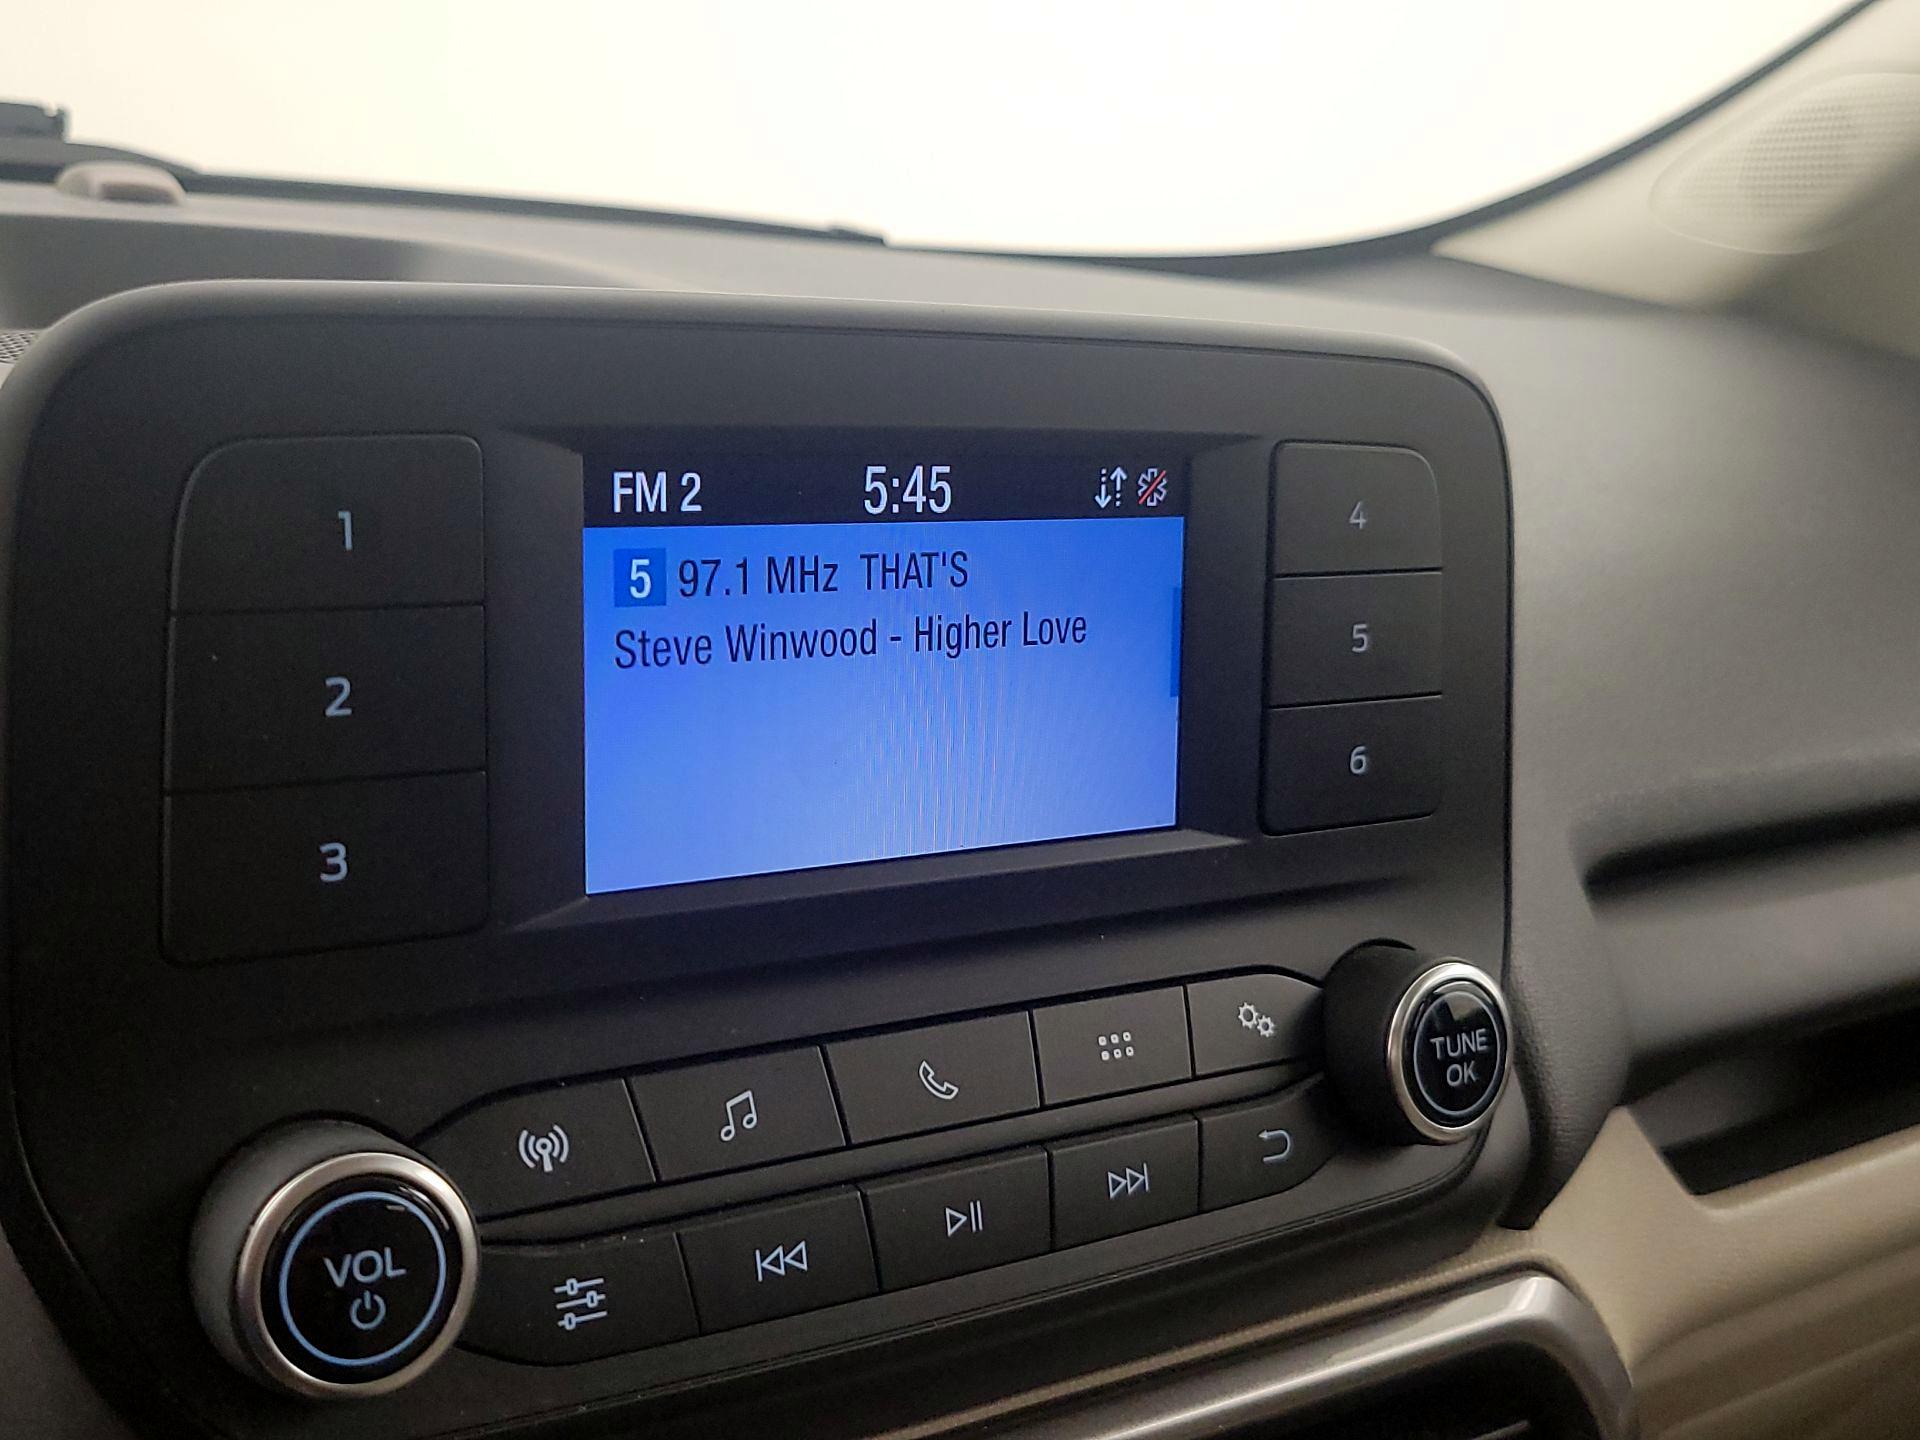 FM 2 5:45
5 97.1 MHz THAT'S
Steve Winwood - Higher Love
1
2
3
4
5
6
TUNE
OK
VOL